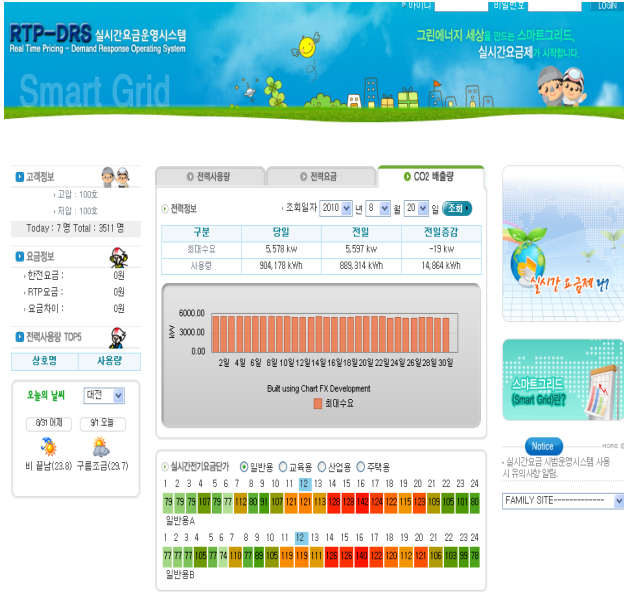 아이디 비밀번호 LOGIN
RTP-DRS 실시간요금운영시스템
Real Time Pricing - Demand Response Operating System
그린에너지 세상을 만드는 스마트그리드,
실시간요금제가 시작합니다.
Smart Grid
고객정보
고압 : 100호
저압 : 100호
Today : 7 명 Total : 3511 명
요금정보
한전요금 : 0원
RTP요금 : 0원
요금차이 : 0원
전력사용량 TOP5
상호명 사용량
오늘의 날씨 대전
8/31 어제 9/1 오늘
비 끝남(23.8) 구름조금(29.7)
전력사용량 전력요금 CO2 배출량
전력정보 조회일자 2010 년 8 월 20 일 조회
구분 당일 전일 전일증감
최대수요 5,578 kw 5,597 kw -19 kw
사용량 904,178 kWh 889,314 kWh 14,864 kWh
6000.00
3000.00
0.00
kW
2일 4일 6일 8일 10일 12일 14일 16일 18일 20일 22일 24일 26일 28일 30일
Built using Chart FX Development
최대수요
실시간전기요금단가 일반용 교육용 산업용 주택용
1 2 3 4 5 6 7 8 9 10 11 12 13 14 15 16 17 18 19 20 21 22 23 24
79 79 79 107 79 77 112 80 91 107 121 121 113 128 128 142 124 122 115 123 109 105 101 80
일반용A
1 2 3 4 5 6 7 8 9 10 11 12 13 14 15 16 17 18 19 20 21 22 23 24
77 77 77 105 77 74 110 77 89 105 119 119 111 126 126 140 122 120 112 121 106 103 99 78
일반용B
실시간 요금제 란?
스마트그리드
(Smart Grid)란?
Notice HOME
실시간요금 시범운영시스템 사용
시 유의사항 알림.
FAMILY SITE-------------